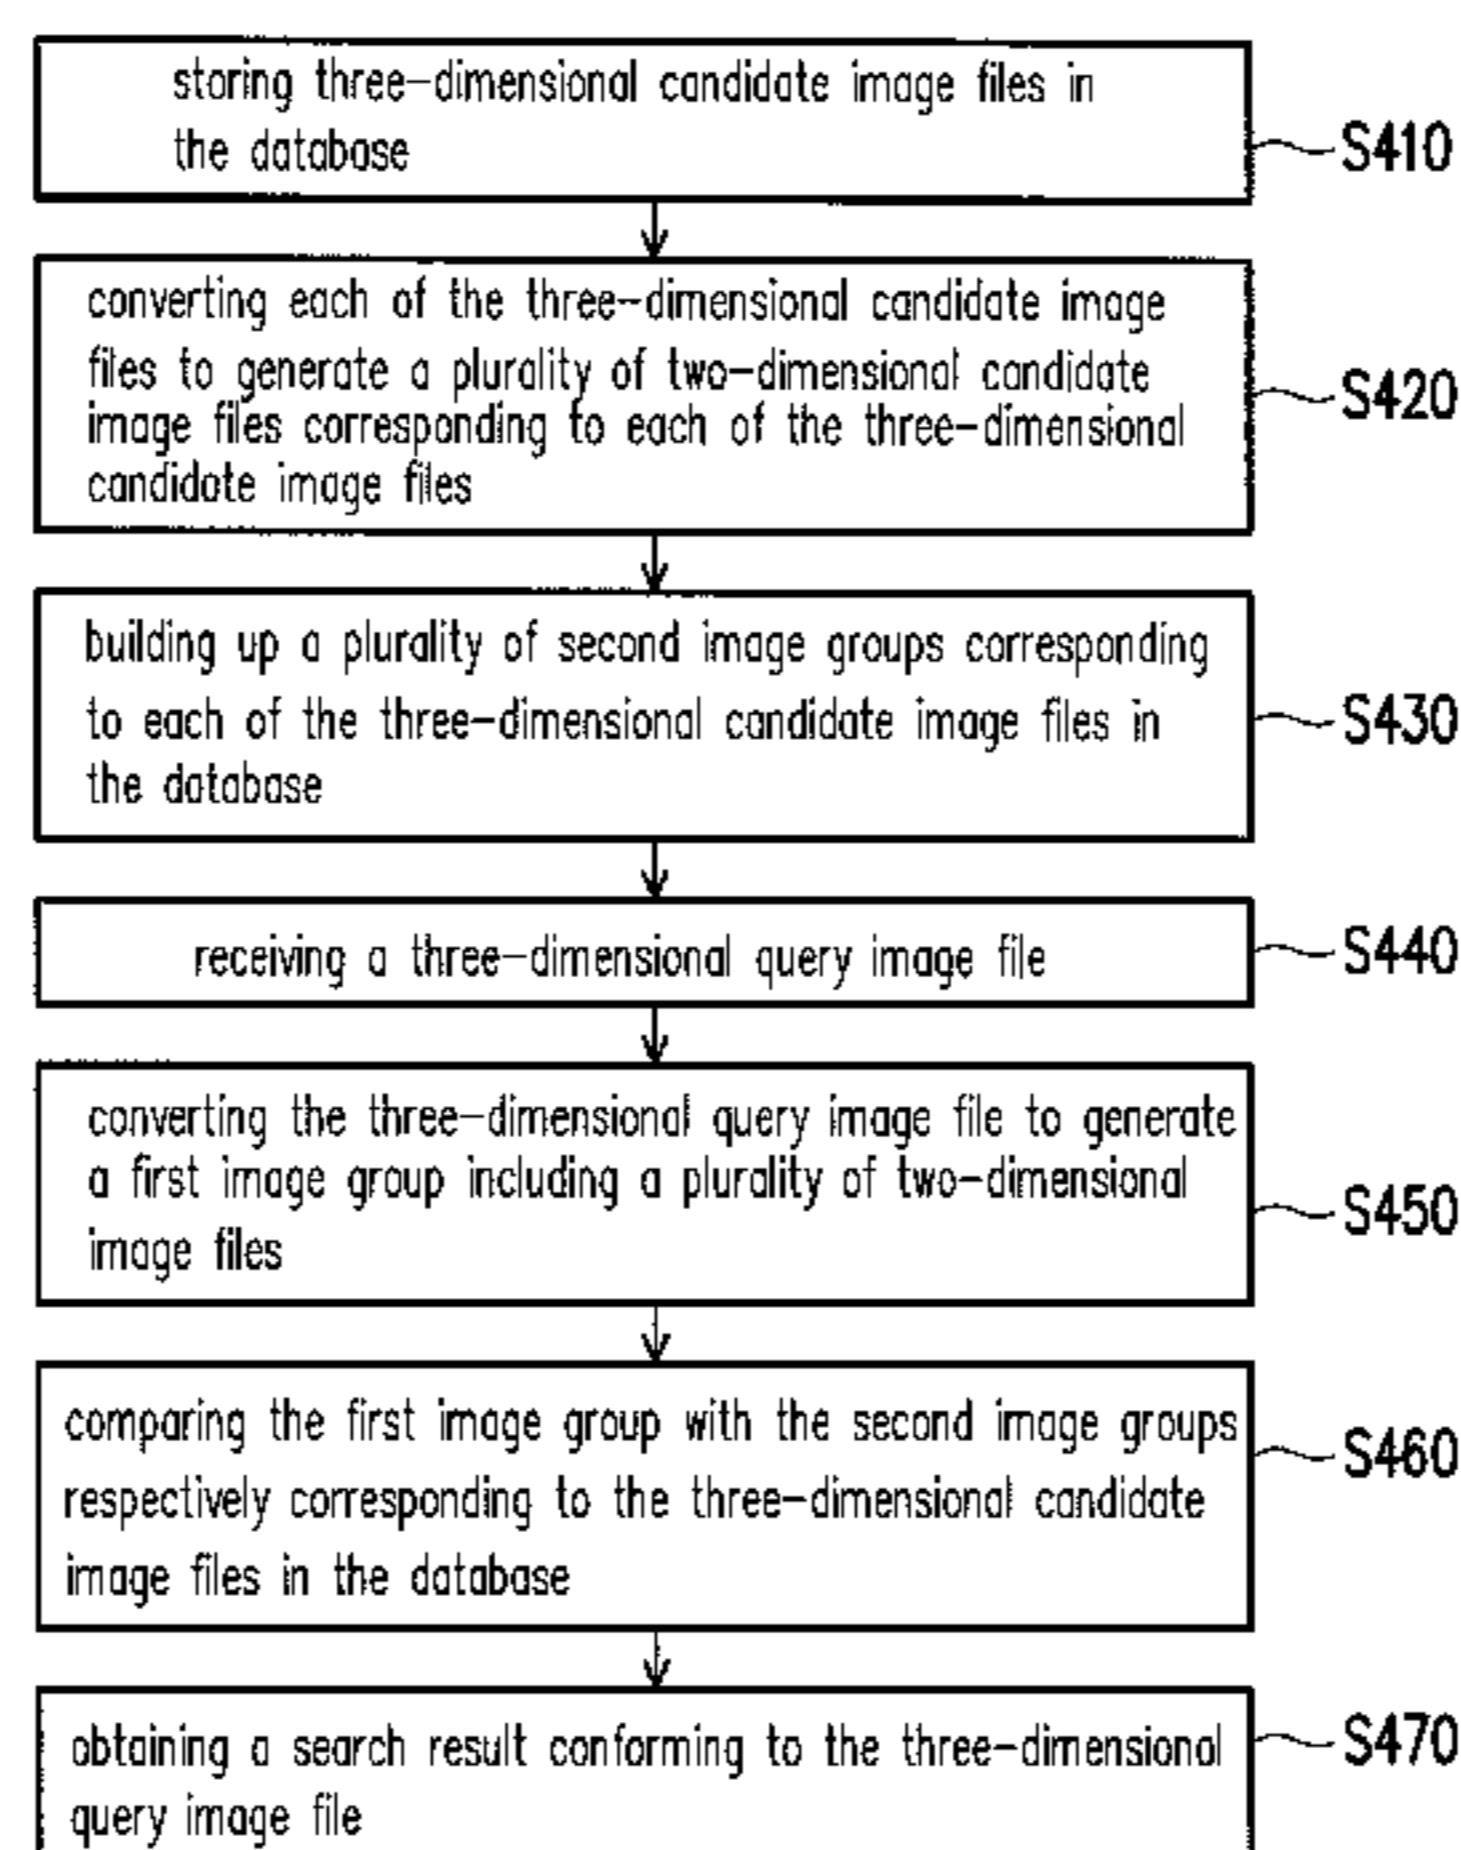 storing three-dimensional candidate image files in
the database
S410
converting each of the three-dimensional candidate image
files to generate a plurality of two-dimensional candidate
image files corresponding to each of the three-dimensional
candidate image files
S420
building up a plurality of second image groups corresponding
to each of the three-dimensional candidate image files in
the database
S430
receiving a three-dimensional query image file
S440
converting the three-dimensional query image file to generate
a first image group including a plurality of two-dimensional
image files
S450
comparing the first image group with the second image groups
respectively corresponding to the three-dimensional candidate
image files in the database
S460
obtaining a search result conforming to the three-dimensional
query image file
S470